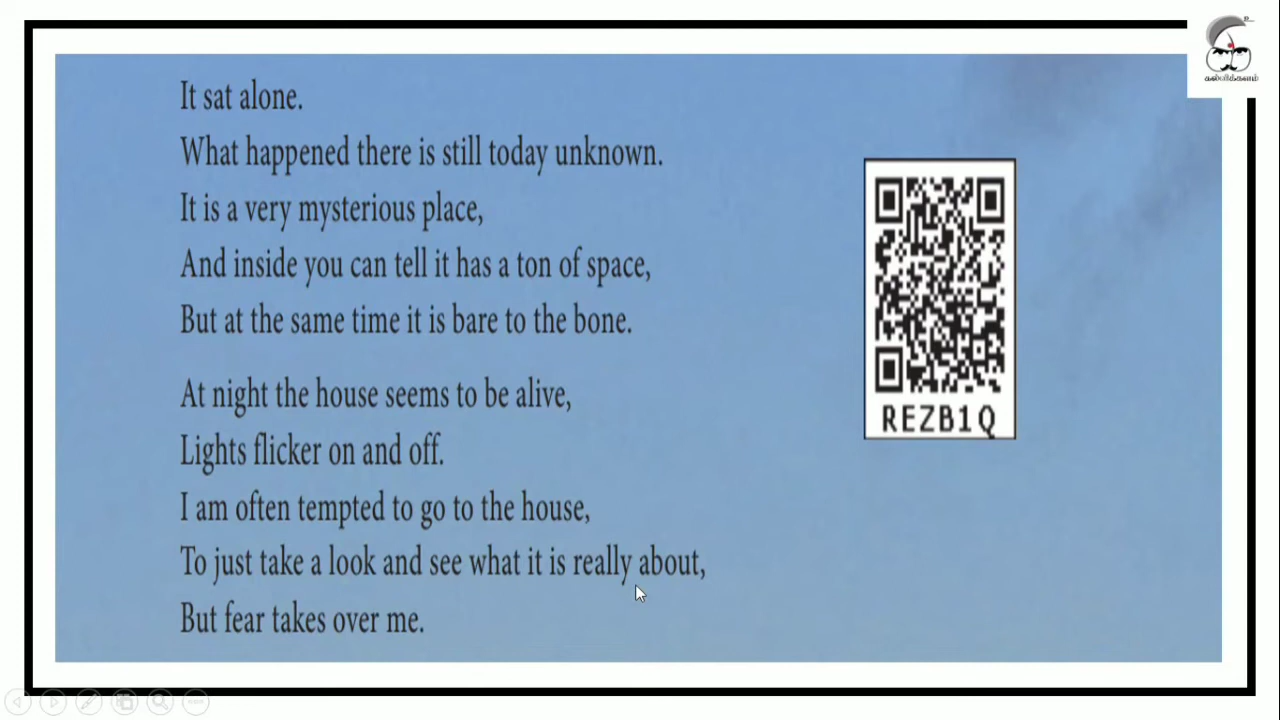 It sat alone.
What happened there is still today unknown.
It is a very mysterious place,
And inside you can tell it has a ton of space,
But at the same time it is bare to the bone.
At night the house seems to be alive,
Lights flicker on and off.
I am often tempted to go to the house,
To just take a look and see what it is really about,
But fear takes over me.
REZB1Q
கல்விக்களம்